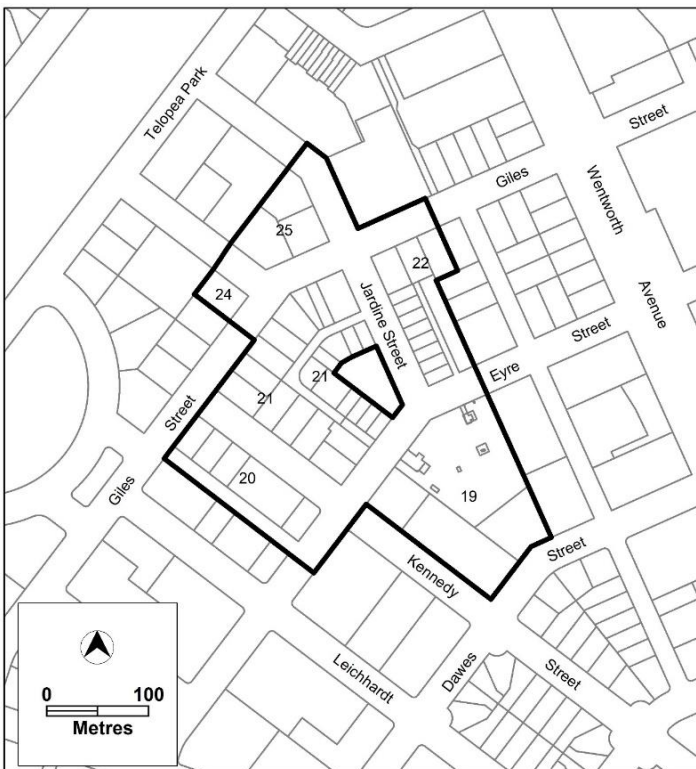 Telopea Park
Street
Giles
Wentworth
25
22
24
Jardine Street
Avenue
Street
Eyre
21
21
Street
20
19
Giles
Street
Kennedy
Leichhardt
Dawes
Street
0 100
Metres